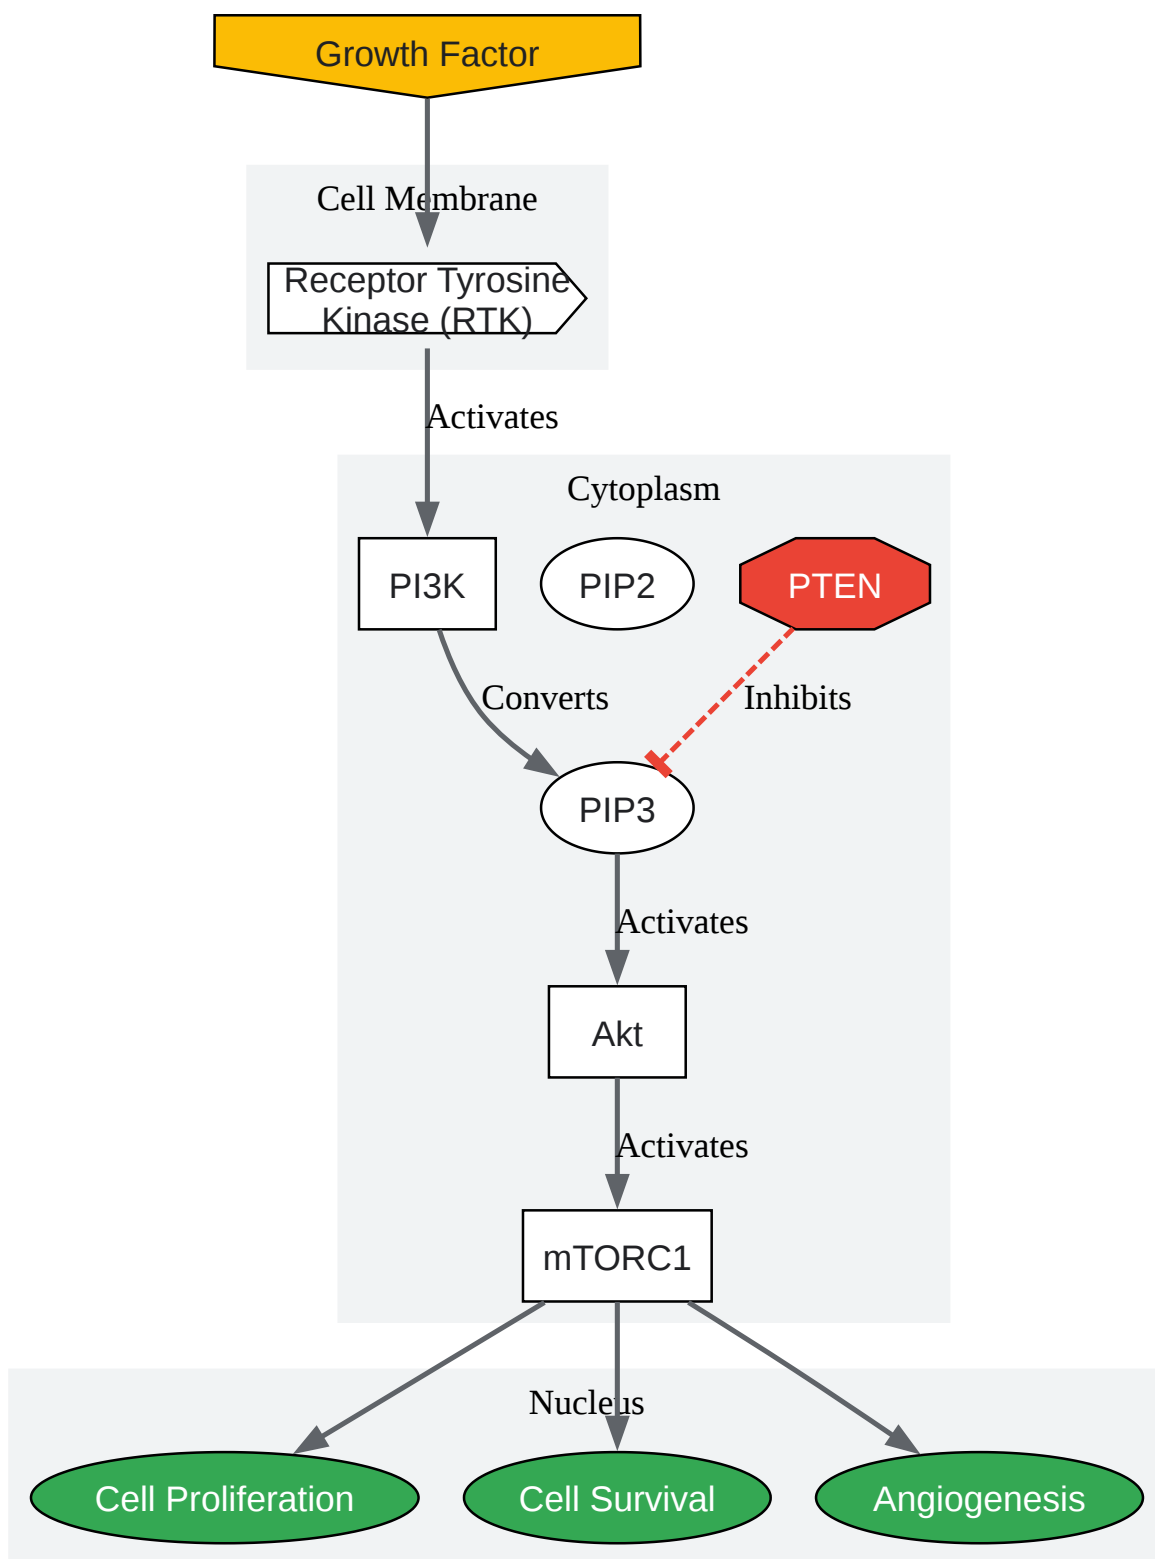 Growth Factor
Cell Membrane
Receptor Tyrosine
Kinase (RTK)
Activates
Cytoplasm
PI3K
PIP2
PTEN
Converts
Inhibits
PIP3
Activates
Akt
Activates
mTORC1
Nucleus
Cell Proliferation
Cell Survival
Angiogenesis